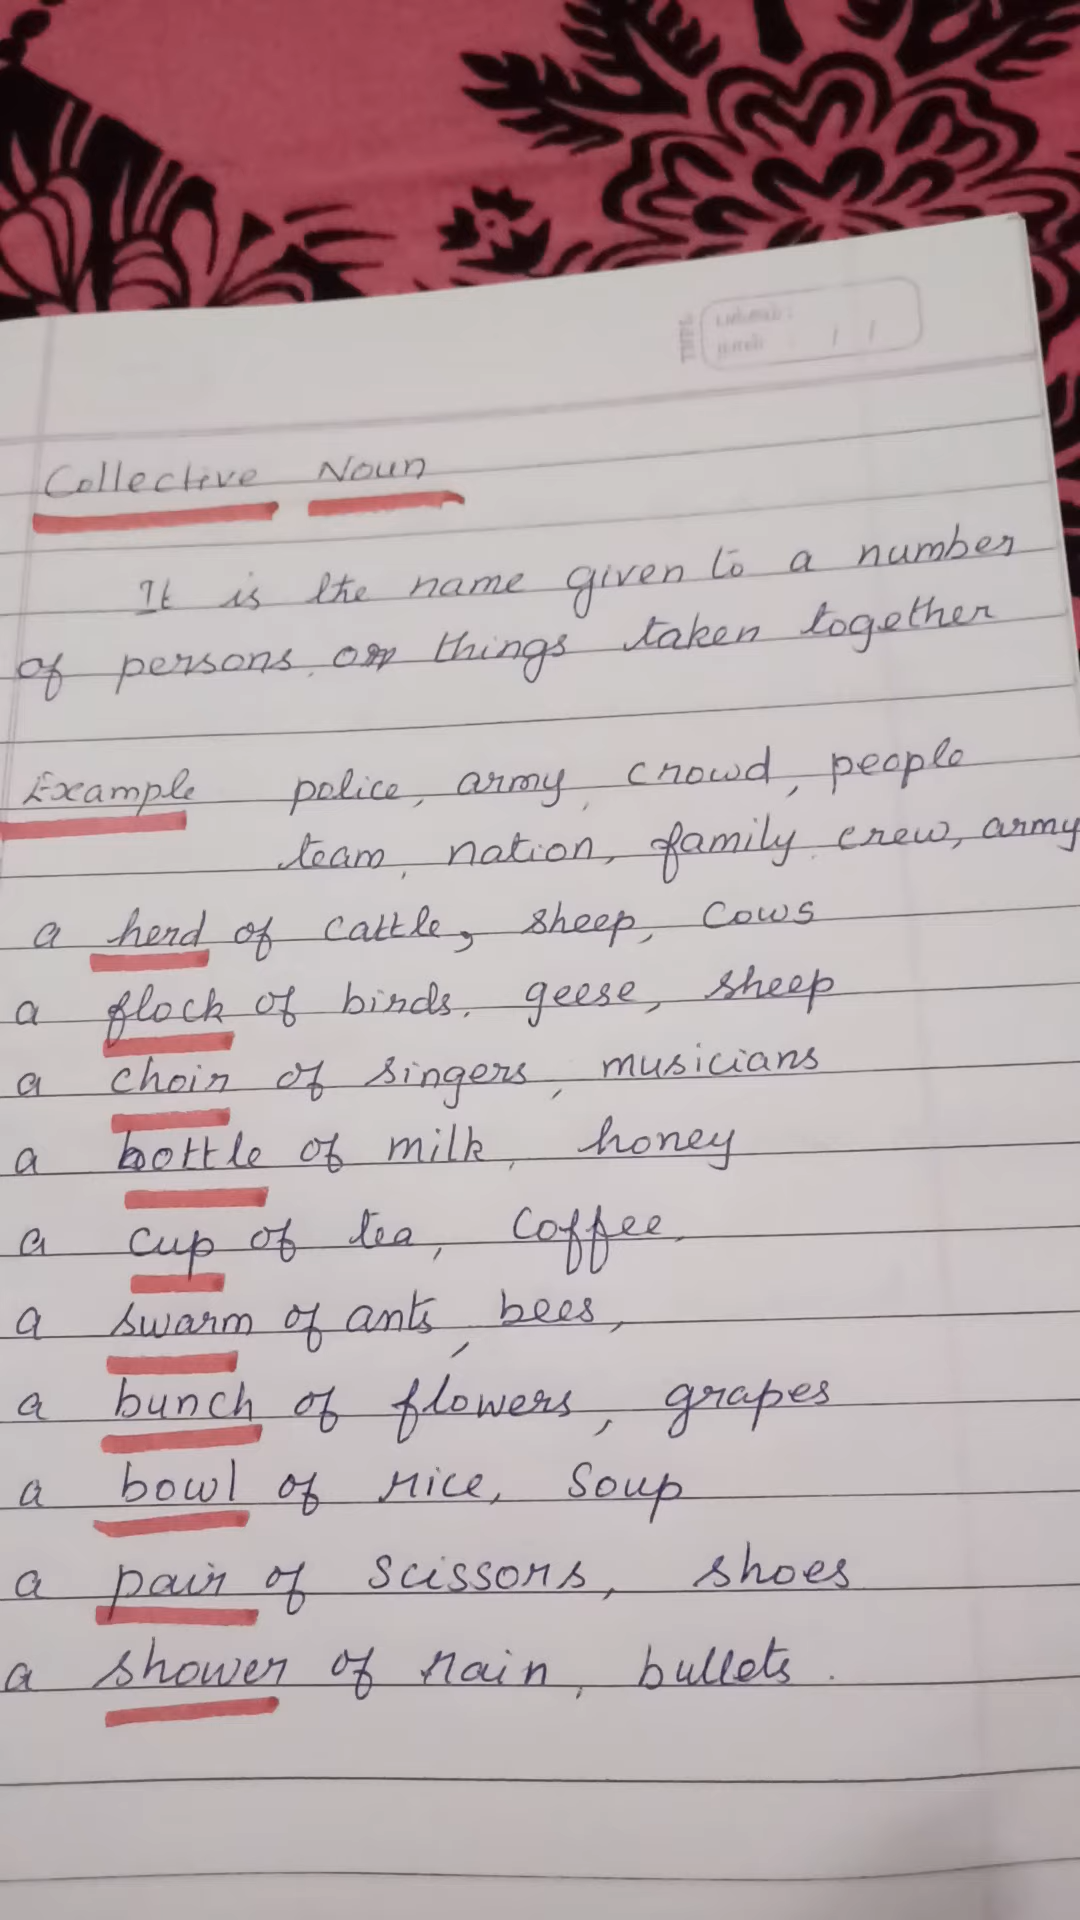 Collective Noun
It is the name given to a number
of persons or things taken together
Example police, army, crowd, people
team, nation, family, crew, army
a herd of cattle, sheep, cows
a flock of birds, geese, sheep
a choir of singers, musicians
a bottle of milk, honey
a cup of tea, coffee,
a swarm of ants, bees,
a bunch of flowers, grapes
a bowl of rice, soup
a pair of scissors, shoes
a shower of rain, bullets.